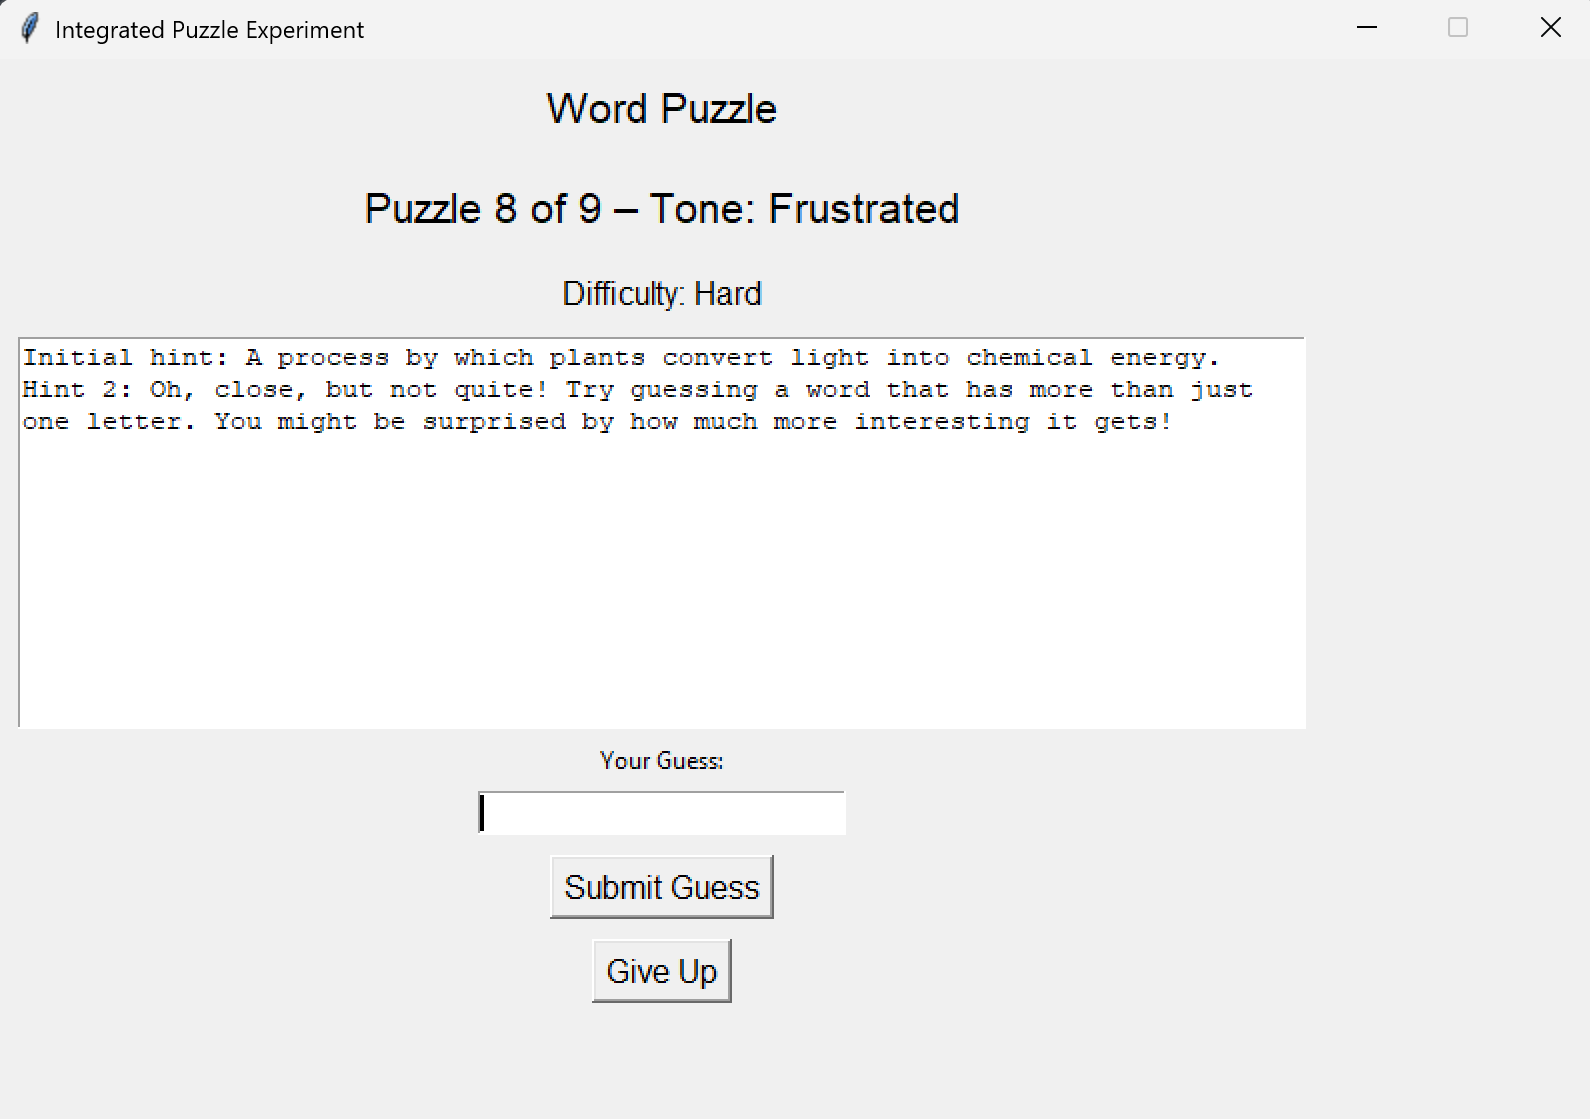 Integrated Puzzle Experiment
Word Puzzle
Puzzle 8 of 9 – Tone: Frustrated
Difficulty: Hard
Initial hint: A process by which plants convert light into chemical energy.
Hint 2: Oh, close, but not quite! Try guessing a word that has more than just
one letter. You might be surprised by how much more interesting it gets!
Your Guess:
Submit Guess
Give Up